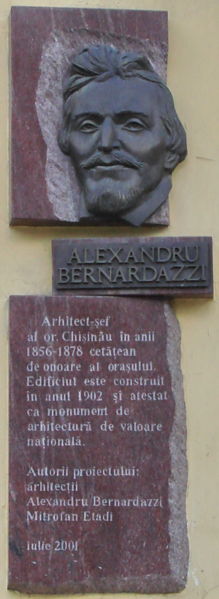 ALEXANDRU
BERNARDAZZI
Arhitect-şef
al or. Chişinău în anii
1856-1878 cetăţean
de onoare al oraşului.
Edificiul este construit
în anul 1902 şi atestat
ca monument de
arhitectură de valoare
naţională.
Autorii proiectului:
arhitecţii
Alexandru Bernardazzi
Mitrofan Eladi
iulie 2001